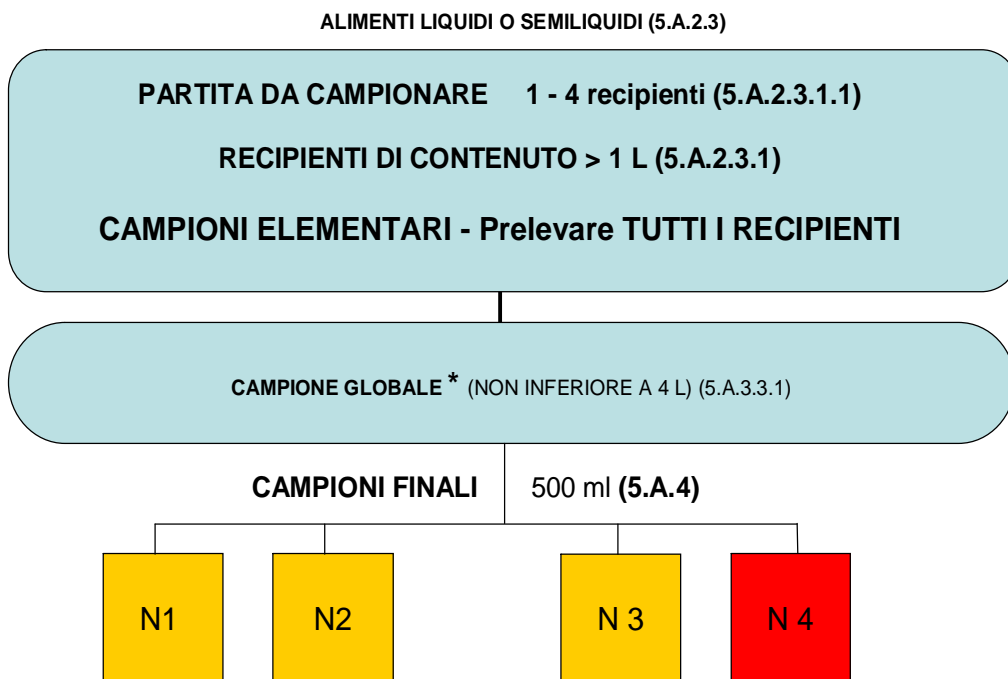 ALIMENTI LIQUIDI O SEMILIQUIDI (5.A.2.3)
PARTITA DA CAMPIONARE 1 - 4 recipienti (5.A.2.3.1.1)
RECIPIENTI DI CONTENUTO > 1 L (5.A.2.3.1)
CAMPIONI ELEMENTARI - Prelevare TUTTI I RECIPIENTI
CAMPIONE GLOBALE * (NON INFERIORE A 4 L) (5.A.3.3.1)
CAMPIONI FINALI 500 ml (5.A.4)
N1 N2 N 3 N 4